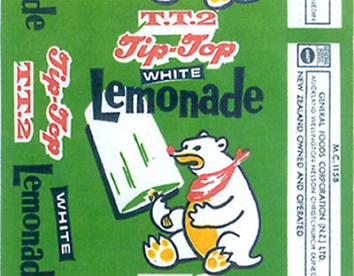 T.T.2
Tip-Top
WHITE
Lemonade
Tip-Top
T.T.2
WHITE
Lemonade
M.C. 115B
GENERAL FOODS CORPORATION (N.Z.) LTD.
AUCKLAND WELLINGTON NELSON CHRISTCHURCH DUNEDIN
NEW ZEALAND OWNED AND OPERATED